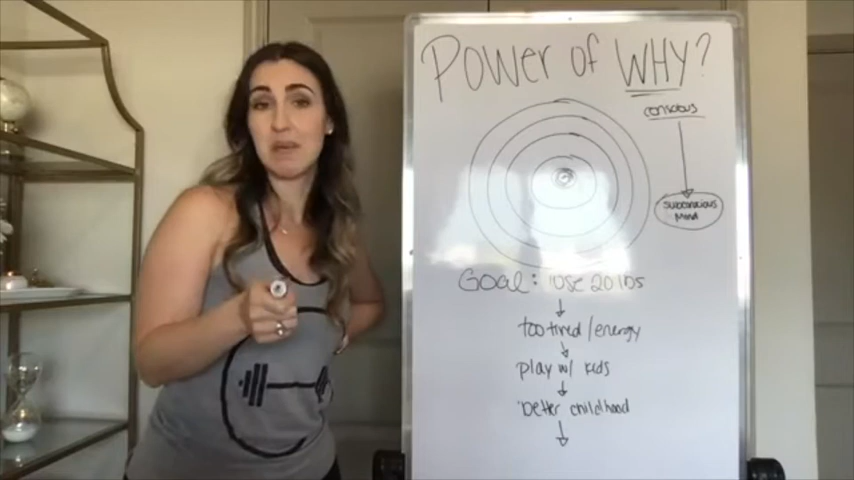 Power of WHY?
conscious
subconscious
mind
GOAL: lose 20 lbs
too tired/energy
play w/ kids
better childhood